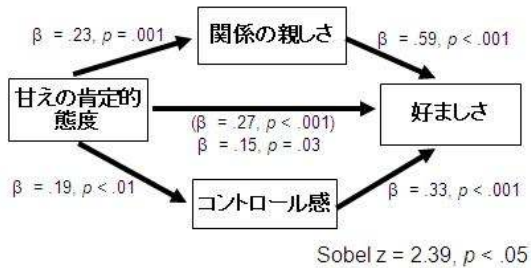 β = .23, p = .001
関係の親しさ
β = .59, p < .001
甘えの肯定的
態度
(β = .27, p < .001)
β = .15, p = .03
好ましさ
β = .19, p < .01
コントロール感
β = .33, p < .001
Sobel z = 2.39, p < .05